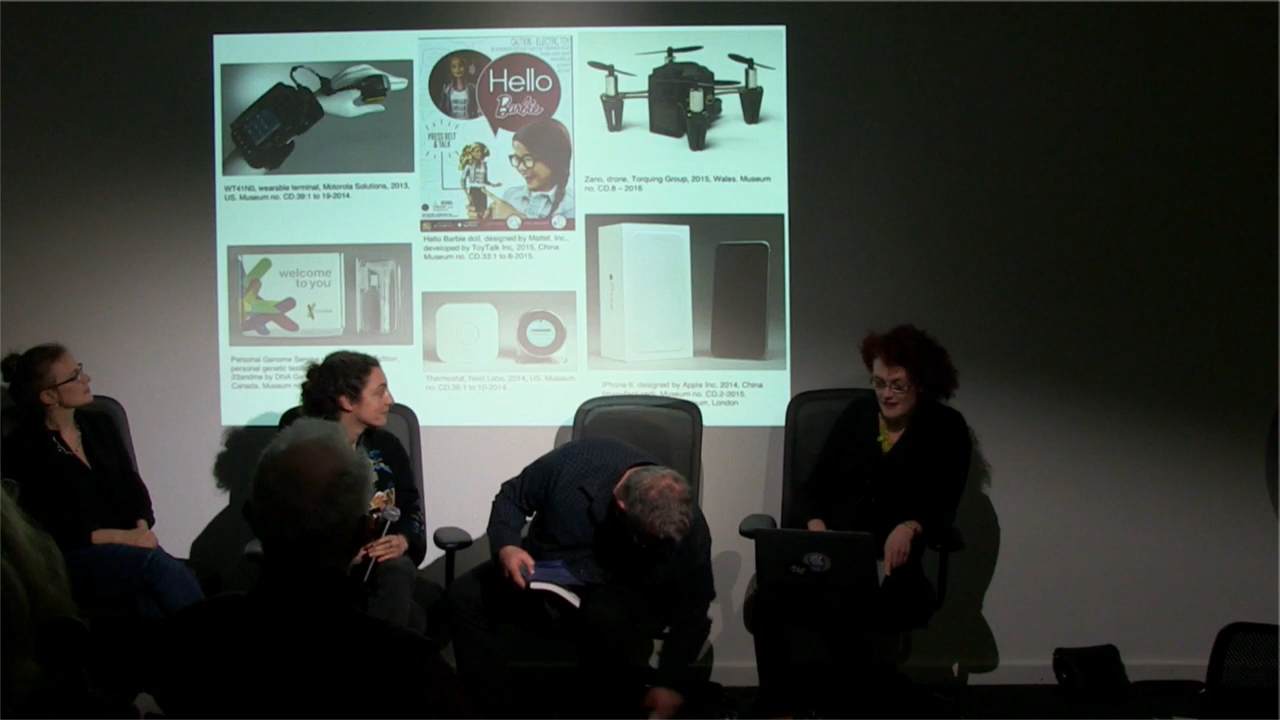 WT41N0, wearable terminal, Motorola Solutions, 2013,
US. Museum no. CD.39:1 to 19-2014.
CAUTION - ELECTRIC TOY
Hello
Barbie
PRESS BELT
& TALK
Hello Barbie doll, designed by Mattel, Inc.,
developed by ToyTalk Inc, 2015, China
Museum no. CD.33:1 to 6-2015.
Zano, drone, Torquing Group, 2015, Wales. Museum
no. CD.8 – 2016
welcome
to you
Personal Genome
personal genetic
23andme by DNA
Canada. Museum
Thermostat, Nest Labs, 2014, US. Museum
no. CD.36:1 to 10-2014.
iPhone 6, designed by Apple Inc, 2014, China
Museum no. CD.2-2015.
London